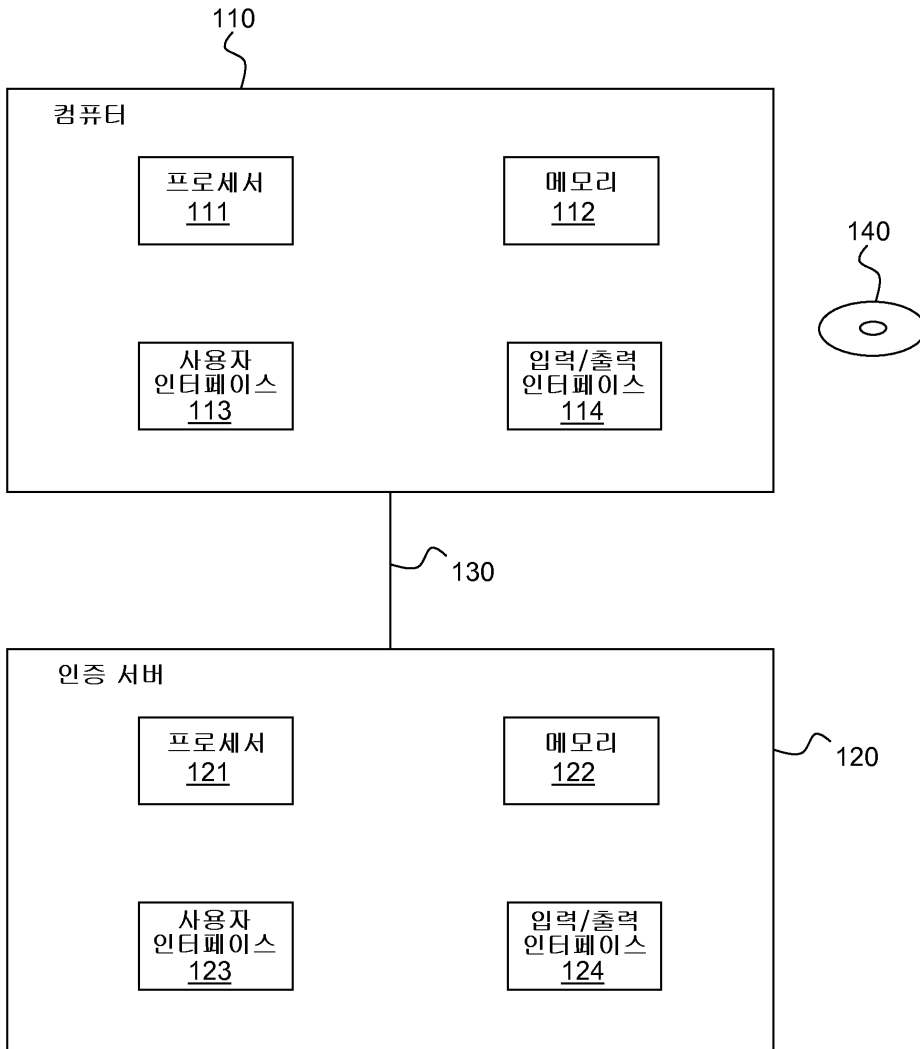 110
컴퓨터
프로세서
111
메모리
112
140
사용자
인터페이스
113
입력/출력
인터페이스
114
130
인증 서버
프로세서
121
메모리
122
120
사용자
인터페이스
123
입력/출력
인터페이스
124